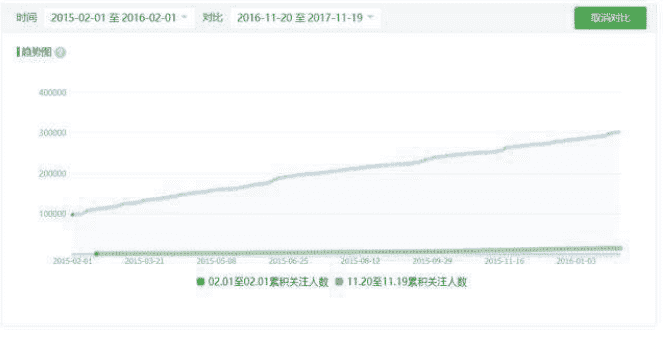 时间 2015-02-01 至 2016-02-01 对比 2016-11-20 至 2017-11-19 取消对比
趋势图 ?
400000
300000
200000
100000
2015-02-01 2015-03-21 2015-05-08 2015-06-25 2015-08-12 2015-09-29 2015-11-16 2016-01-03
02.01至02.01累积关注人数 11.20至11.19累积关注人数